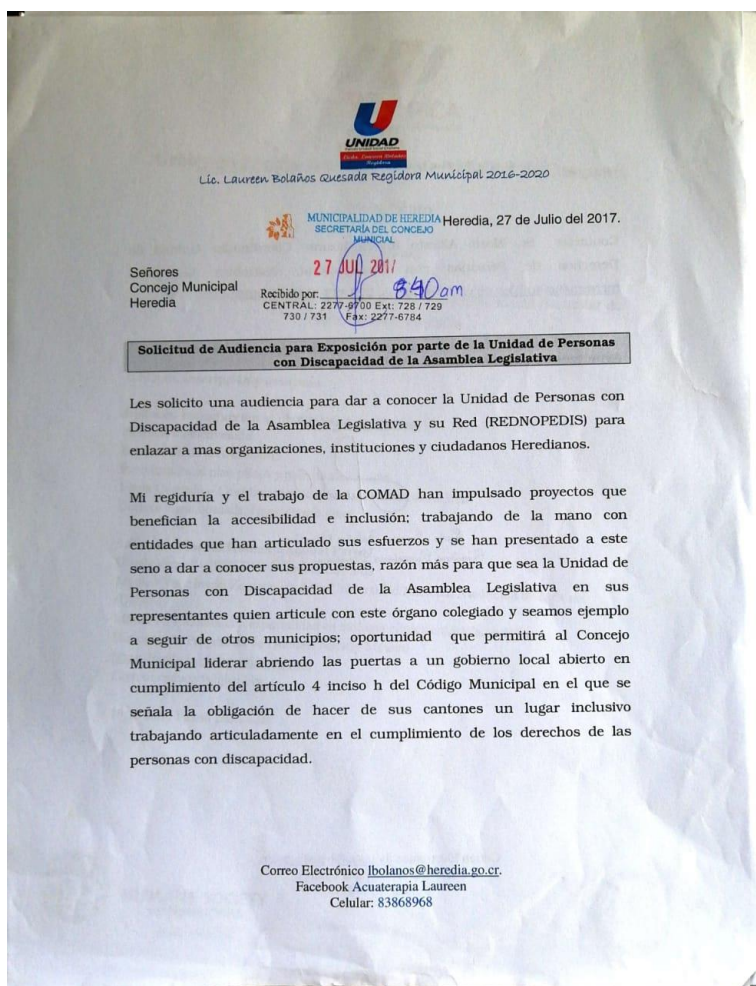 UNIDAD
Licda. Laureen Bolaños
Regidora
Lic. Laureen Bolaños Quesada Regidora Municipal 2016-2020
MUNICIPALIDAD DE HEREDIA
SECRETARÍA DEL CONCEJO
MUNICIAL
Heredia, 27 de Julio del 2017.
27 JUL 2017
Señores
Concejo Municipal
Heredia
Recibido por:
840am
CENTRAL: 2277-6700 Ext: 728 / 729
730 / 731 Fax: 2277-6784
Solicitud de Audiencia para Exposición por parte de la Unidad de Personas
con Discapacidad de la Asamblea Legislativa
Les solicito una audiencia para dar a conocer la Unidad de Personas con
Discapacidad de la Asamblea Legislativa y su Red (REDNOPEDIS) para
enlazar a mas organizaciones, instituciones y ciudadanos Heredianos.
Mi regiduría y el trabajo de la COMAD han impulsado proyectos que
benefician la accesibilidad e inclusión; trabajando de la mano con
entidades que han articulado sus esfuerzos y se han presentado a este
seno a dar a conocer sus propuestas, razón más para que sea la Unidad de
Personas con Discapacidad de la Asamblea Legislativa en sus
representantes quien articule con este órgano colegiado y seamos ejemplo
a seguir de otros municipios; oportunidad que permitirá al Concejo
Municipal liderar abriendo las puertas a un gobierno local abierto en
cumplimiento del artículo 4 inciso h del Código Municipal en el que se
señala la obligación de hacer de sus cantones un lugar inclusivo
trabajando articuladamente en el cumplimiento de los derechos de las
personas con discapacidad.
Correo Electrónico lbolanos@heredia.go.cr.
Facebook Acuaterapia Laureen
Celular: 83868968